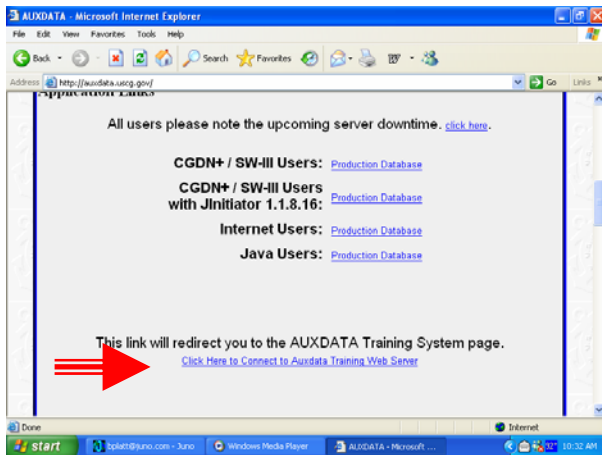 AUXDATA - Microsoft Internet Explorer
File Edit View Favorites Tools Help
Back Search Favorites
Address http://auxdata.uscg.gov/ Go Links »
Application Links
All users please note the upcoming server downtime. click here.
CGDN+ / SW-III Users: Production Database
CGDN+ / SW-III Users
with JInitiator 1.1.8.16: Production Database
Internet Users: Production Database
Java Users: Production Database
This link will redirect you to the AUXDATA Training System page.
Click Here to Connect to Auxdata Training Web Server
Done Internet
start bplatt@juno.com - Juno Windows Media Player AUXDATA - Microsoft ... 32° 10:32 AM